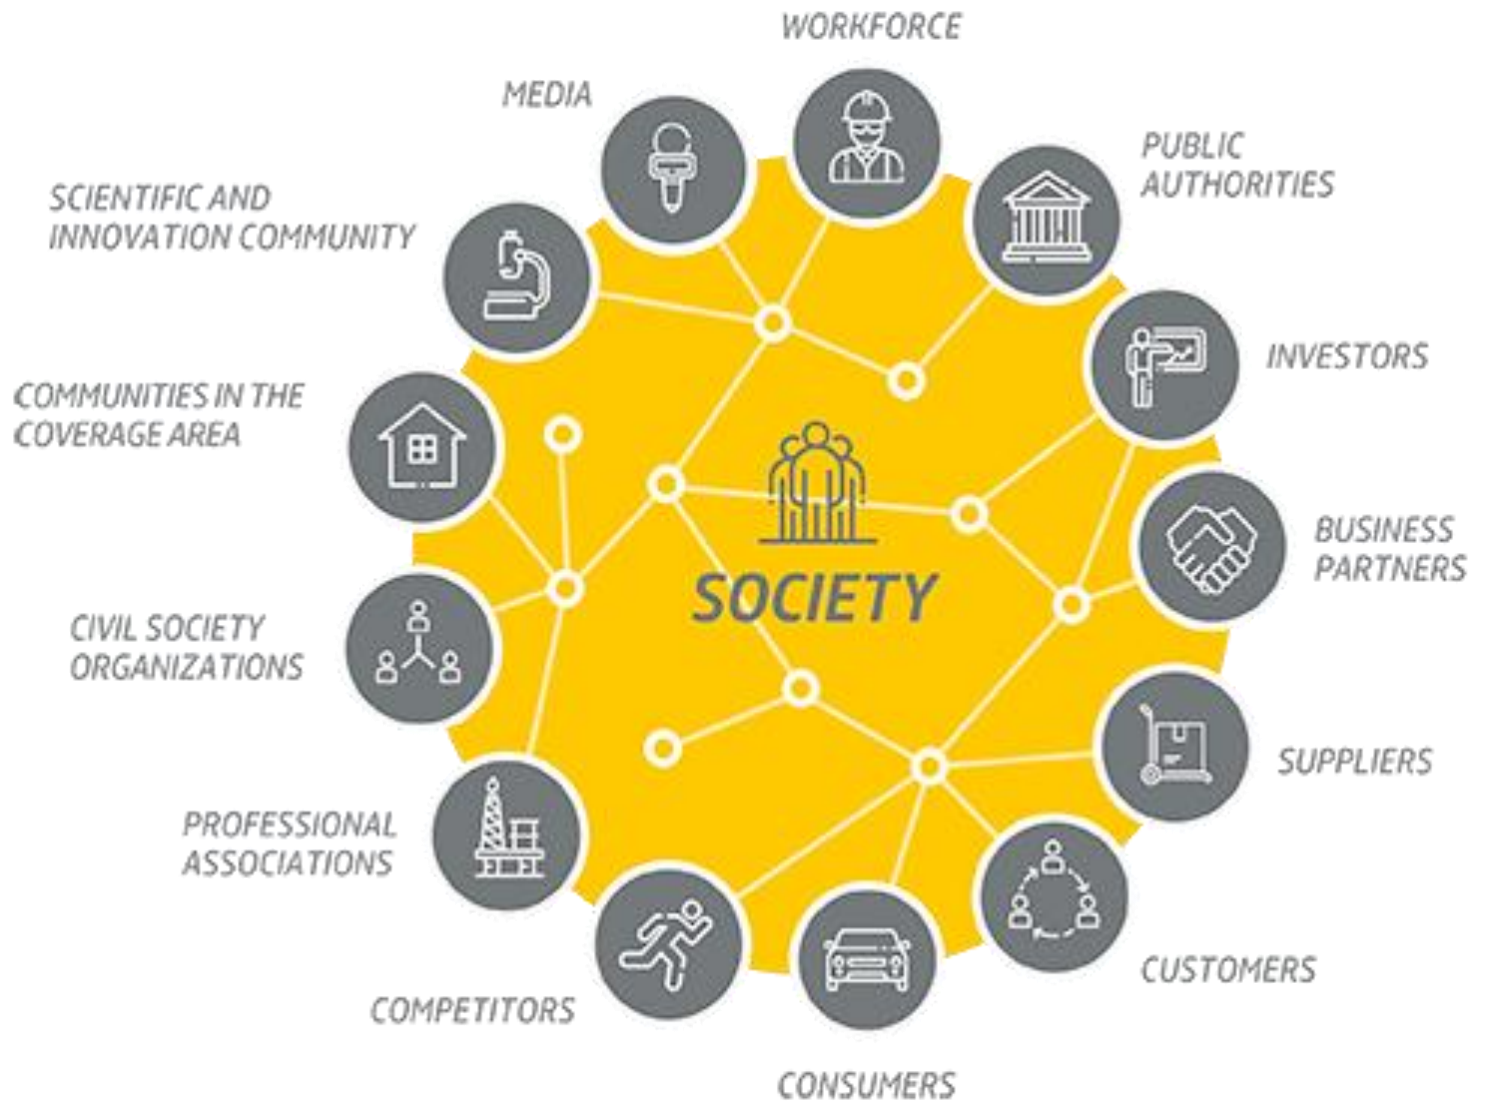 WORKFORCE
MEDIA
PUBLIC
AUTHORITIES
SCIENTIFIC AND
INNOVATION COMMUNITY
INVESTORS
COMMUNITIES IN THE
COVERAGE AREA
BUSINESS
PARTNERS
SOCIETY
CIVIL SOCIETY
ORGANIZATIONS
SUPPLIERS
PROFESSIONAL
ASSOCIATIONS
CUSTOMERS
COMPETITORS
CONSUMERS